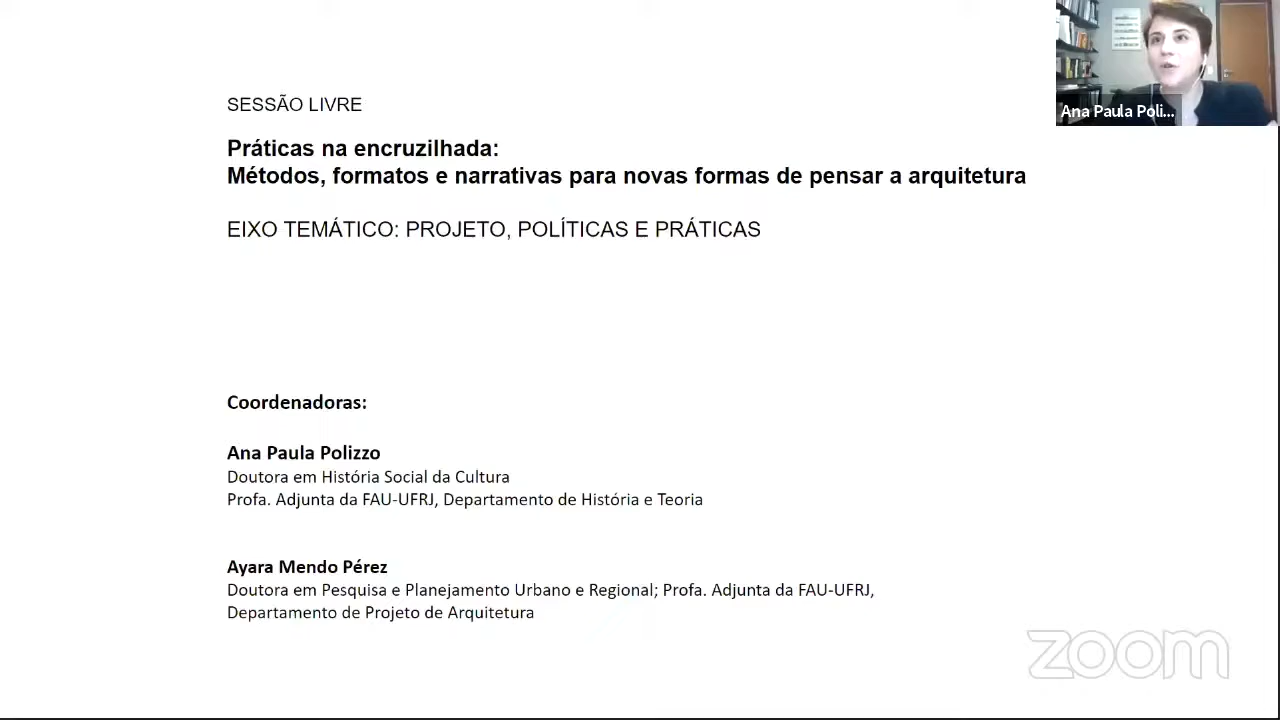 SESSÃO LIVRE
Práticas na encruzilhada:
Métodos, formatos e narrativas para novas formas de pensar a arquitetura
EIXO TEMÁTICO: PROJETO, POLÍTICAS E PRÁTICAS
Coordenadoras:
Ana Paula Polizzo
Doutora em História Social da Cultura
Profa. Adjunta da FAU-UFRJ, Departamento de História e Teoria
Ayara Mendo Pérez
Doutora em Pesquisa e Planejamento Urbano e Regional; Profa. Adjunta da FAU-UFRJ,
Departamento de Projeto de Arquitetura
Ana Paula Poli...
zoom